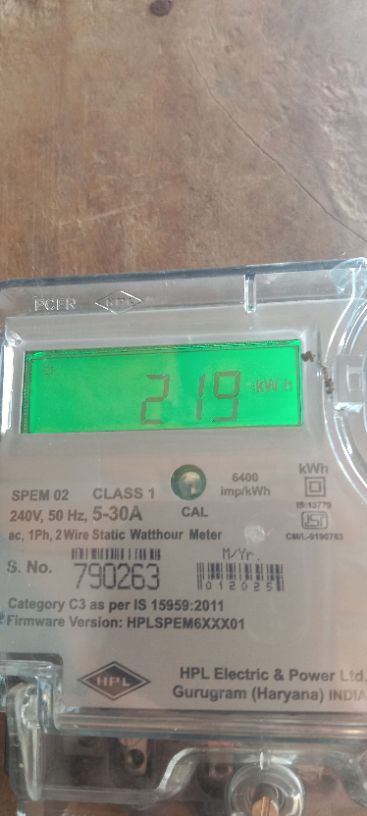 PCFR HPL
219 kWh
SPEM 02 CLASS 1
6400
imp/kWh
kWh
240V, 50 Hz, 5-30A
CAL
IS:13779
ac, 1Ph, 2 Wire Static Watthour Meter
CM/L-9190763
S. No. 790263
M/Yr.
012025
Category C3 as per IS 15959:2011
Firmware Version: HPLSPEM6XXX01
HPL
HPL Electric & Power Ltd.
Gurugram (Haryana) INDIA